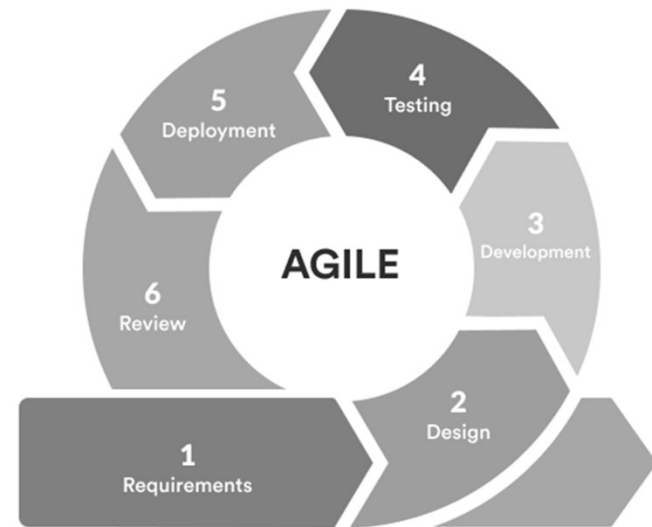 AGILE
1
Requirements
2
Design
3
Development
4
Testing
5
Deployment
6
Review